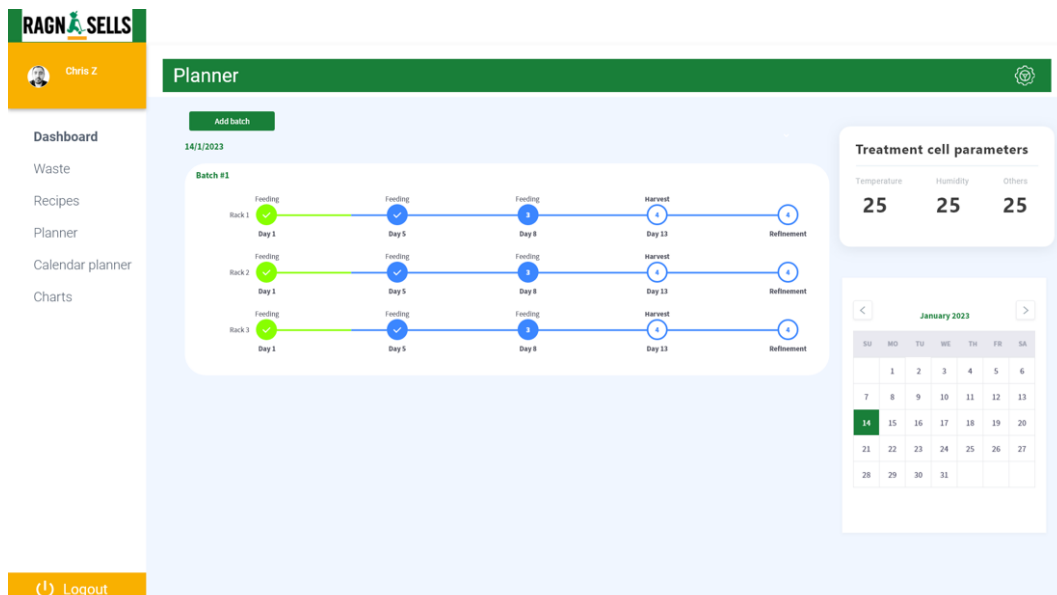 RAGN SELLS
Chris Z
Dashboard
Waste
Recipes
Planner
Calendar planner
Charts
Logout
Planner
Add batch
14/1/2023
Batch #1
Feeding Feeding Feeding Harvest
Rack 1 3 4 4
Day 1 Day 5 Day 8 Day 13 Refinement
Feeding Feeding Feeding Harvest
Rack 2 3 4 4
Day 1 Day 5 Day 8 Day 13 Refinement
Feeding Feeding Feeding Harvest
Rack 3 3 4 4
Day 1 Day 5 Day 8 Day 13 Refinement
Treatment cell parameters
Temperature Humidity Others
25 25 25
< January 2023 >
SU MO TU WE TH FR SA
1 2 3 4 5 6
7 8 9 10 11 12 13
14 15 16 17 18 19 20
21 22 23 24 25 26 27
28 29 30 31